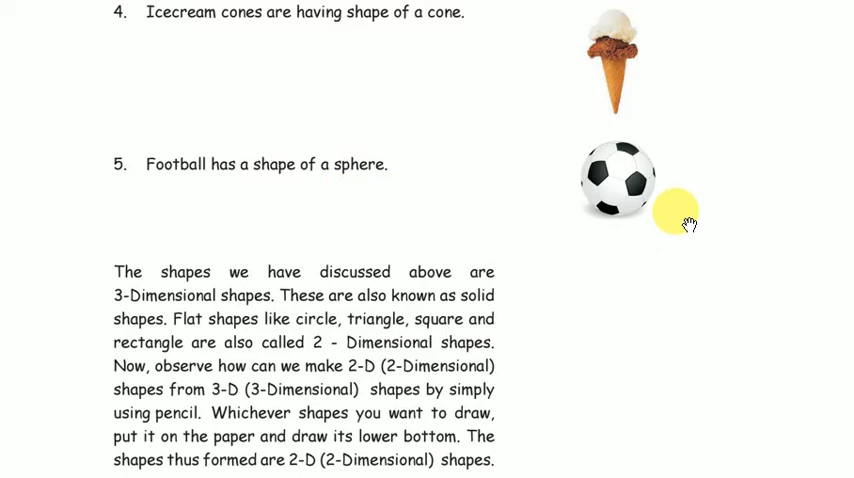 4. Icecream cones are having shape of a cone.
5. Football has a shape of a sphere.
The shapes we have discussed above are
3-Dimensional shapes. These are also known as solid
shapes. Flat shapes like circle, triangle, square and
rectangle are also called 2 - Dimensional shapes.
Now, observe how can we make 2-D (2-Dimensional)
shapes from 3-D (3-Dimensional) shapes by simply
using pencil. Whichever shapes you want to draw,
put it on the paper and draw its lower bottom. The
shapes thus formed are 2-D (2-Dimensional) shapes.